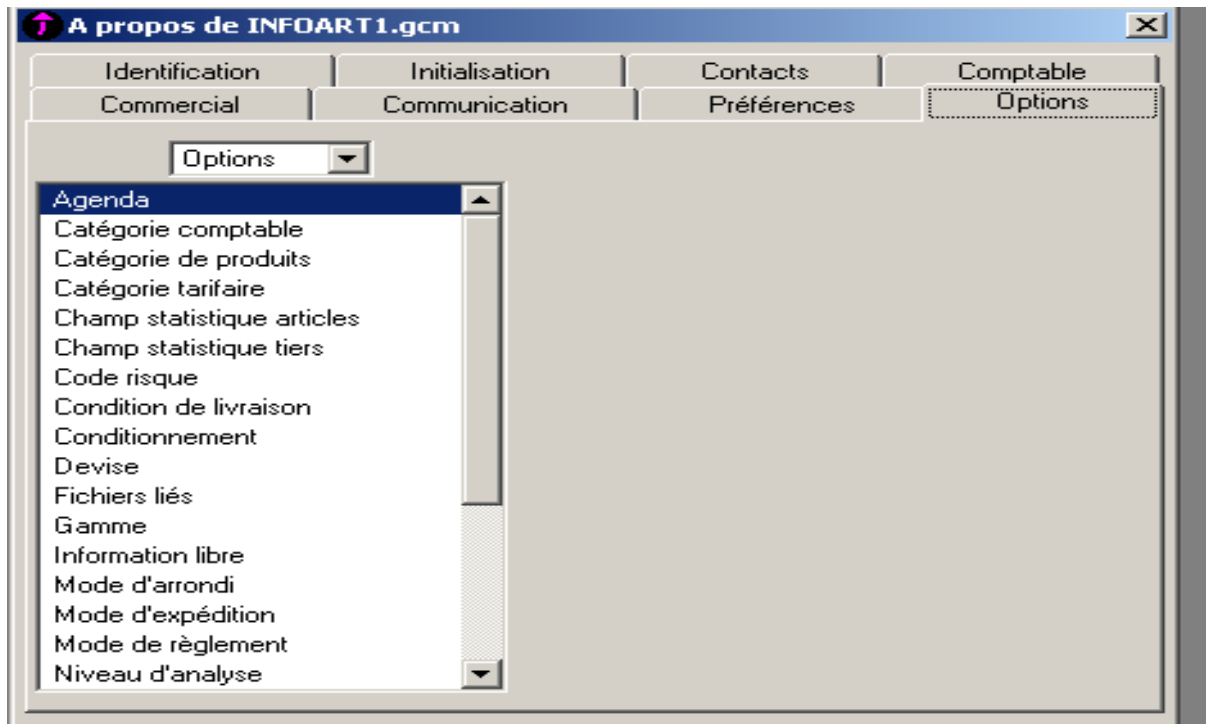 A propos de INFOART1.gcm
Identification Initialisation Contacts Comptable
Commercial Communication Préférences Options
Options
Agenda
Catégorie comptable
Catégorie de produits
Catégorie tarifaire
Champ statistique articles
Champ statistique tiers
Code risque
Condition de livraison
Conditionnement
Devise
Fichiers liés
Gamme
Information libre
Mode d'arrondi
Mode d'expédition
Mode de règlement
Niveau d'analyse